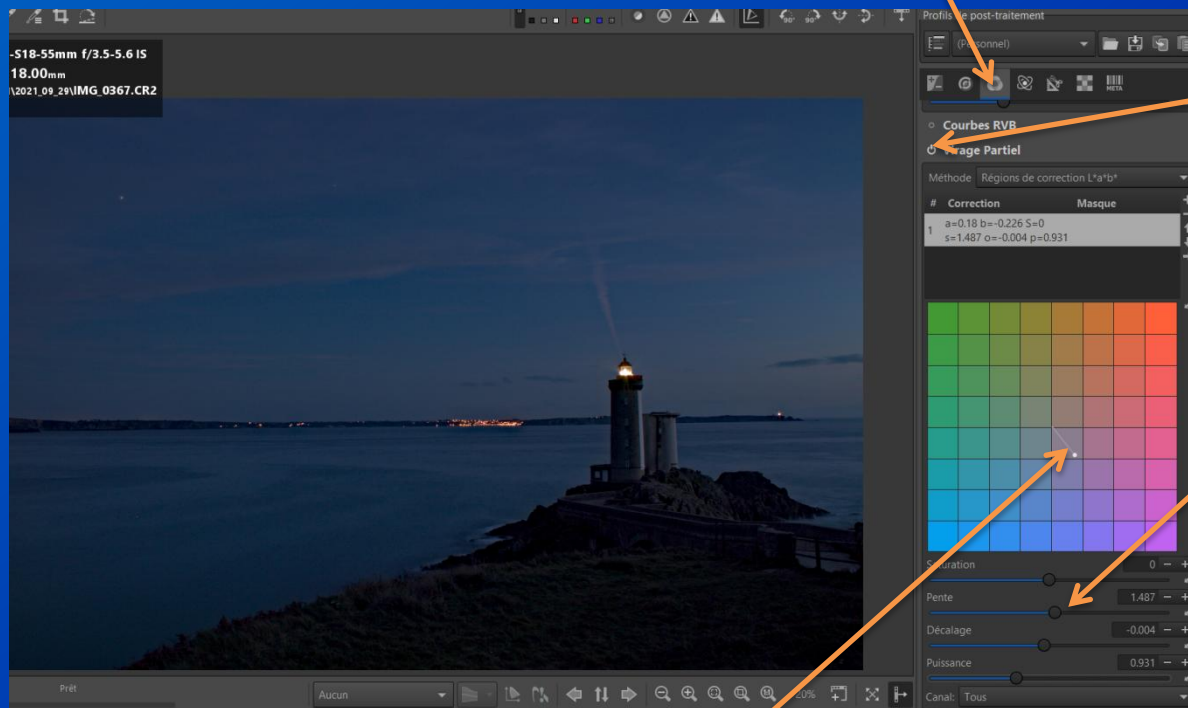 Profils de post-traitement
(Personnel)
-S18-55mm f/3.5-5.6 IS
18.00mm
\2021_09_29\IMG_0367.CR2
META
Courbes RVB
Virage Partiel
Méthode Régions de correction L*a*b*
# Correction Masque
1 a=0.18 b=-0.226 S=0
s=1.487 o=-0.004 p=0.931
Saturation 0
Pente 1.487
Décalage -0.004
Puissance 0.931
Canal: Tous
Prêt
Aucun